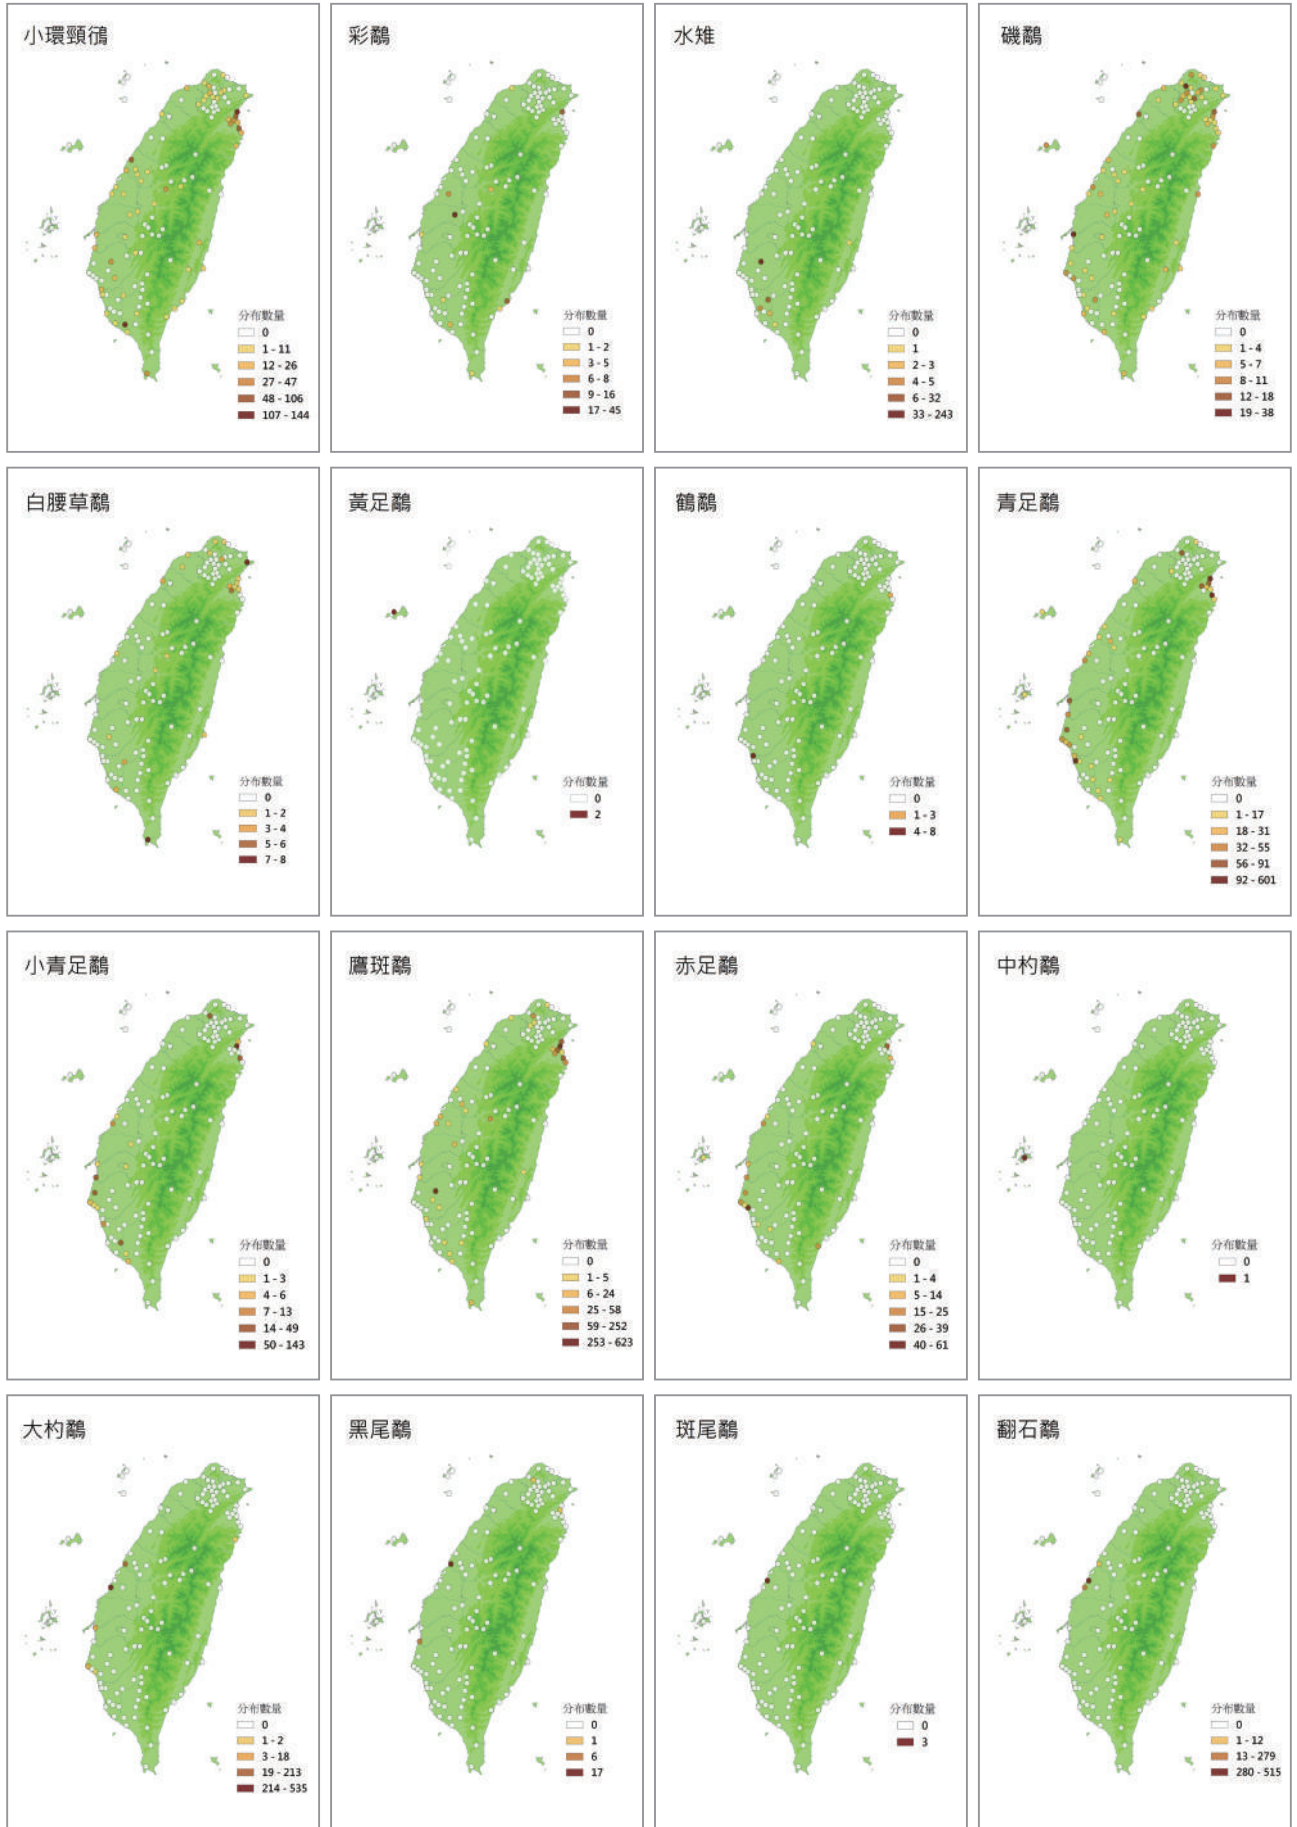 小環頸鴴
分布數量
0
1 - 11
12 - 26
27 - 47
48 - 106
107 - 144
彩鷸
分布數量
0
1 - 2
3 - 5
6 - 8
9 - 16
17 - 45
水雉
分布數量
0
1
2 - 3
4 - 5
6 - 32
33 - 243
磯鷸
分布數量
0
1 - 4
5 - 7
8 - 11
12 - 18
19 - 38
白腰草鷸
分布數量
0
1 - 2
3 - 4
5 - 6
7 - 8
黃足鷸
分布數量
0
2
鶴鷸
分布數量
0
1 - 3
4 - 8
青足鷸
分布數量
0
1 - 17
18 - 31
32 - 55
56 - 91
92 - 601
小青足鷸
分布數量
0
1 - 3
4 - 6
7 - 13
14 - 49
50 - 143
鷹斑鷸
分布數量
0
1 - 5
6 - 24
25 - 58
59 - 252
253 - 623
赤足鷸
分布數量
0
1 - 4
5 - 14
15 - 25
26 - 39
40 - 61
中杓鷸
分布數量
0
1
大杓鷸
分布數量
0
1 - 2
3 - 18
19 - 213
214 - 535
黑尾鷸
分布數量
0
1
6
17
斑尾鷸
分布數量
0
3
翻石鷸
分布數量
0
1 - 12
13 - 279
280 - 515